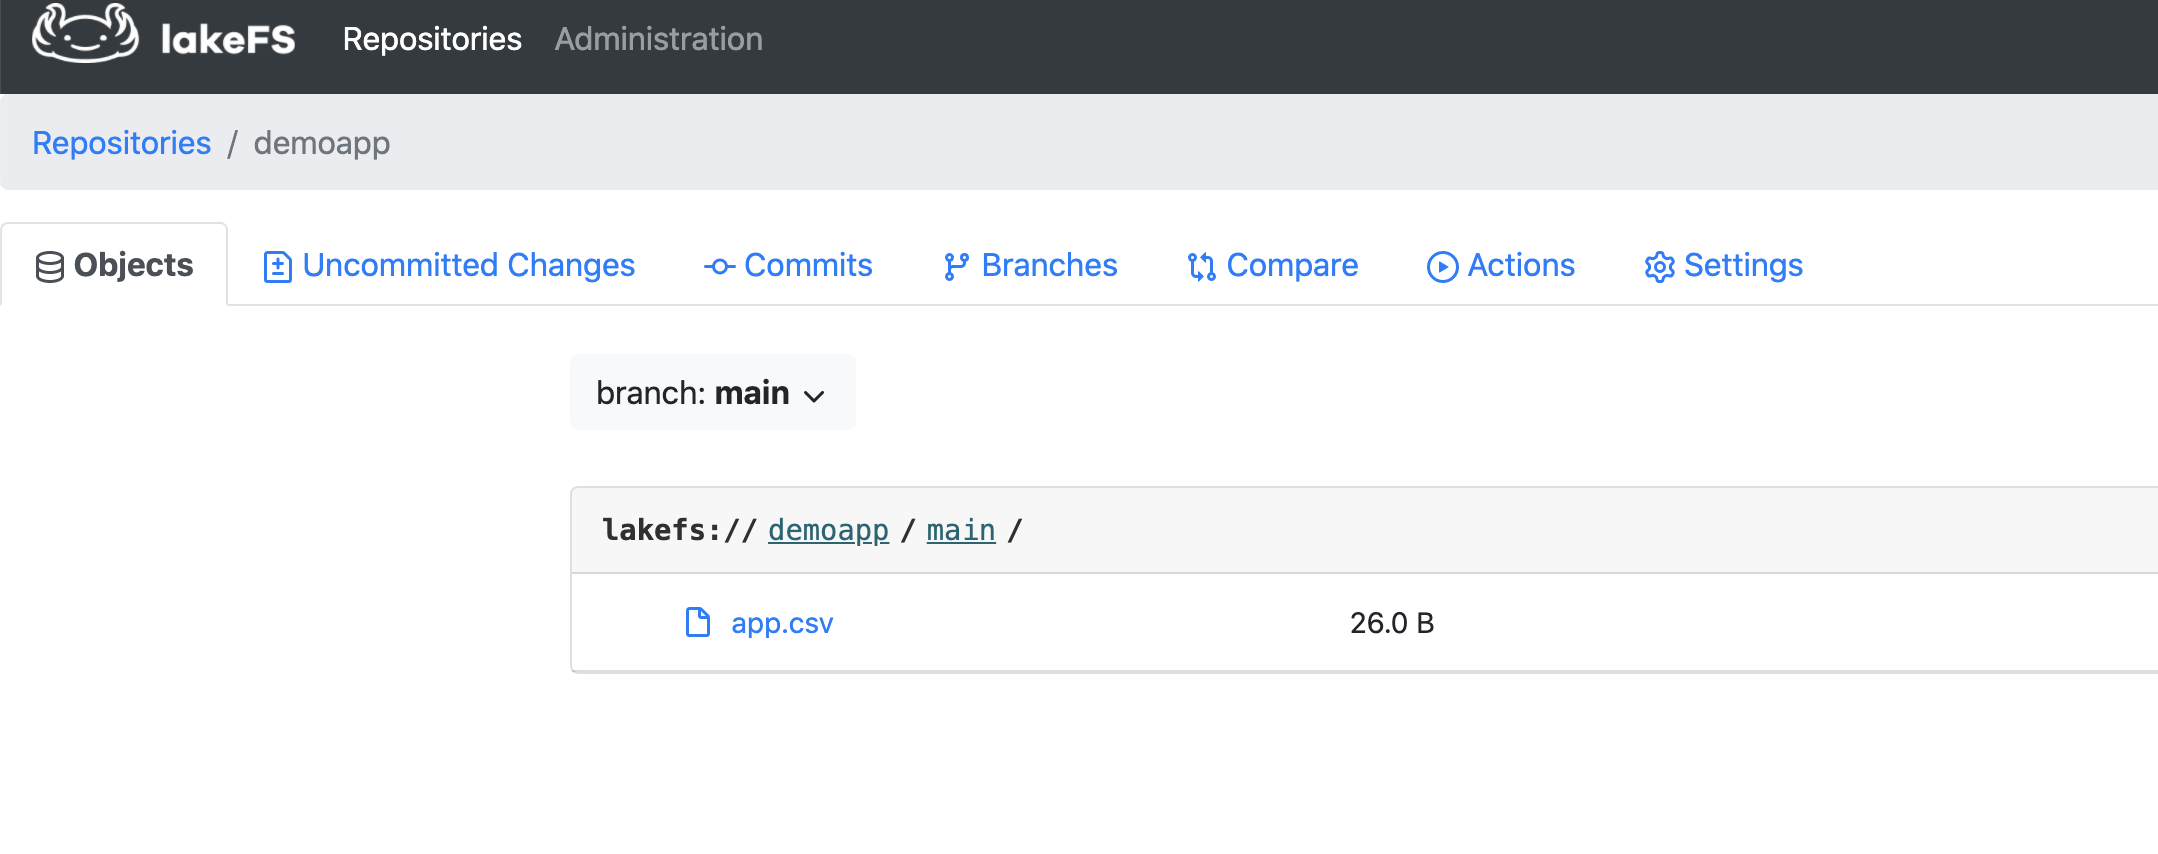 lakeFS Repositories Administration
Repositories / demoapp
Objects Uncommitted Changes Commits Branches Compare Actions Settings
branch: main
lakefs:// demoapp / main /
app.csv 26.0 B